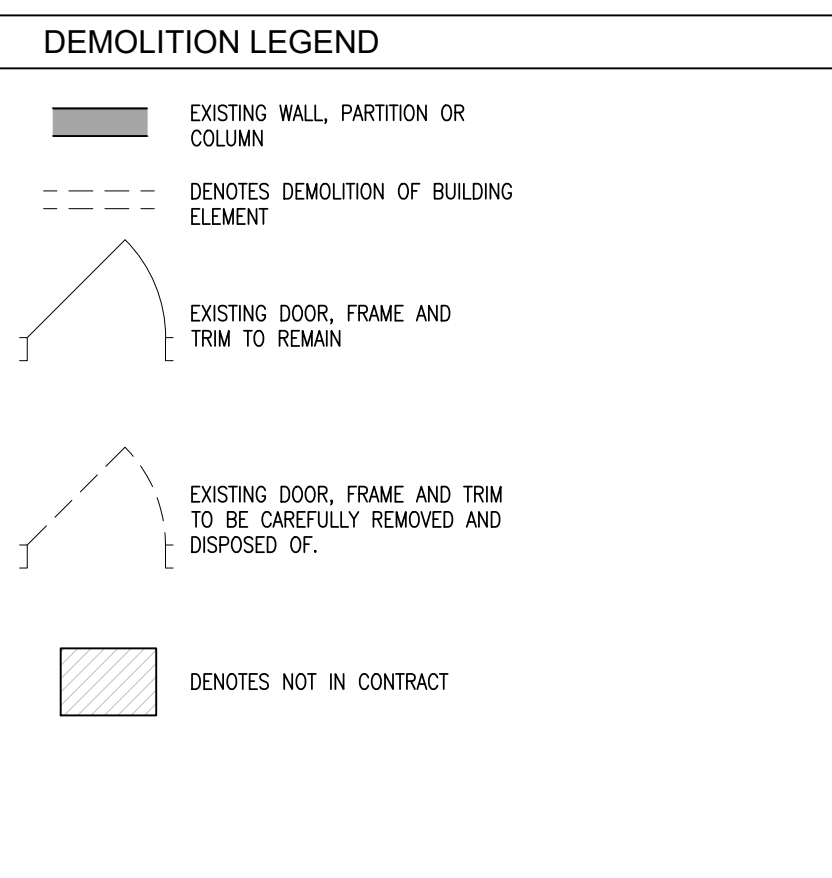 DEMOLITION LEGEND
EXISTING WALL, PARTITION OR
COLUMN
DENOTES DEMOLITION OF BUILDING
ELEMENT
EXISTING DOOR, FRAME AND
TRIM TO REMAIN
EXISTING DOOR, FRAME AND TRIM
TO BE CAREFULLY REMOVED AND
DISPOSED OF.
DENOTES NOT IN CONTRACT